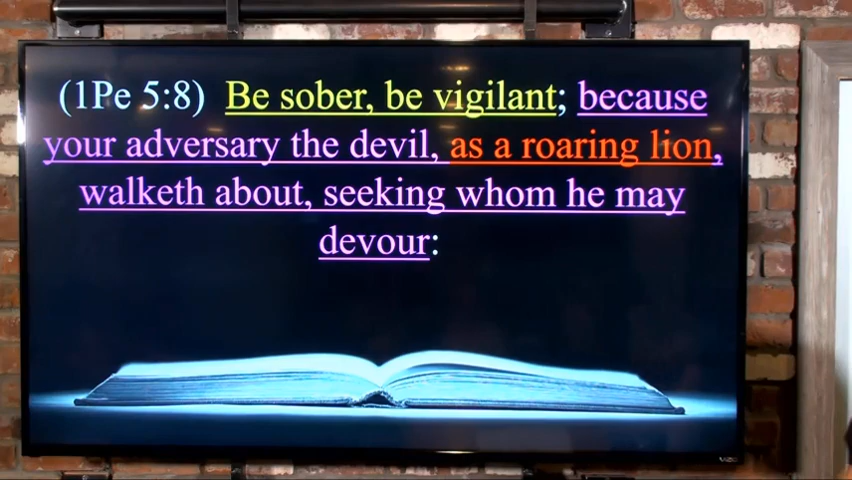 (1Pe 5:8) Be sober, be vigilant; because
your adversary the devil, as a roaring lion,
walketh about, seeking whom he may
devour:
VIZIO